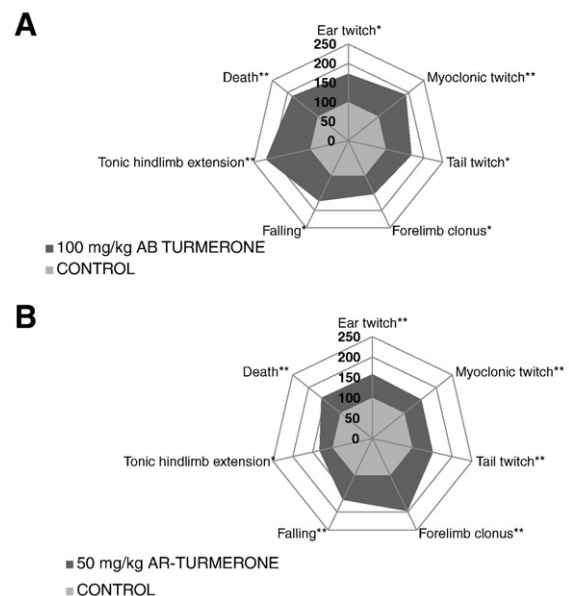 A
Ear twitch*
250
200
150
100
50
0
Myoclonic twitch**
Death**
Tail twitch*
Tonic hindlimb extension**
Forelimb clonus*
Falling*
100 mg/kg AB TURMERONE
CONTROL
B
Ear twitch**
250
200
150
100
50
0
Myoclonic twitch**
Death**
Tail twitch**
Tonic hindlimb extension*
Forelimb clonus**
Falling**
50 mg/kg AR-TURMERONE
CONTROL